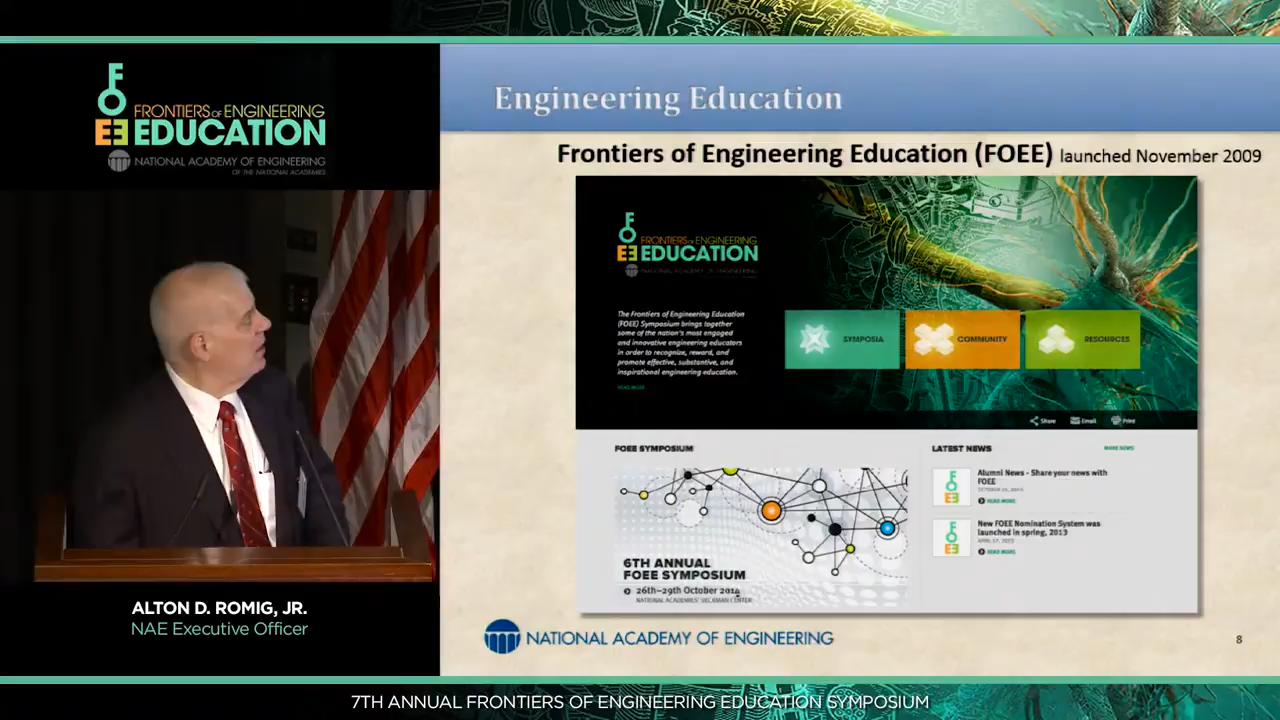 FOEE
FRONTIERS OF ENGINEERING
EDUCATION
NATIONAL ACADEMY OF ENGINEERING
OF THE NATIONAL ACADEMIES
ALTON D. ROMIG, JR.
NAE Executive Officer
Engineering Education
Frontiers of Engineering Education (FOEE) launched November 2009
FOEE
FRONTIERS OF ENGINEERING
EDUCATION
NATIONAL ACADEMY OF ENGINEERING
The Frontiers of Engineering Education
(FOEE) Symposium brings together
some of the nation's most engaged
and innovative engineering educators
in order to recognize, reward, and
promote effective, substantive, and
inspirational engineering education.
READ MORE
SYMPOSIA
COMMUNITY
RESOURCES
Share
Email
Print
FOEE SYMPOSIUM
6TH ANNUAL
FOEE SYMPOSIUM
26th–29th October 2014
NATIONAL ACADEMIES' BECKMAN CENTER
LATEST NEWS
MORE NEWS
FOEE
Alumni News - Share your news with
FOEE
READ MORE
FOEE
New FOEE Nomination System was
launched in spring, 2013
READ MORE
NATIONAL ACADEMY OF ENGINEERING
8
7TH ANNUAL FRONTIERS OF ENGINEERING EDUCATION SYMPOSIUM